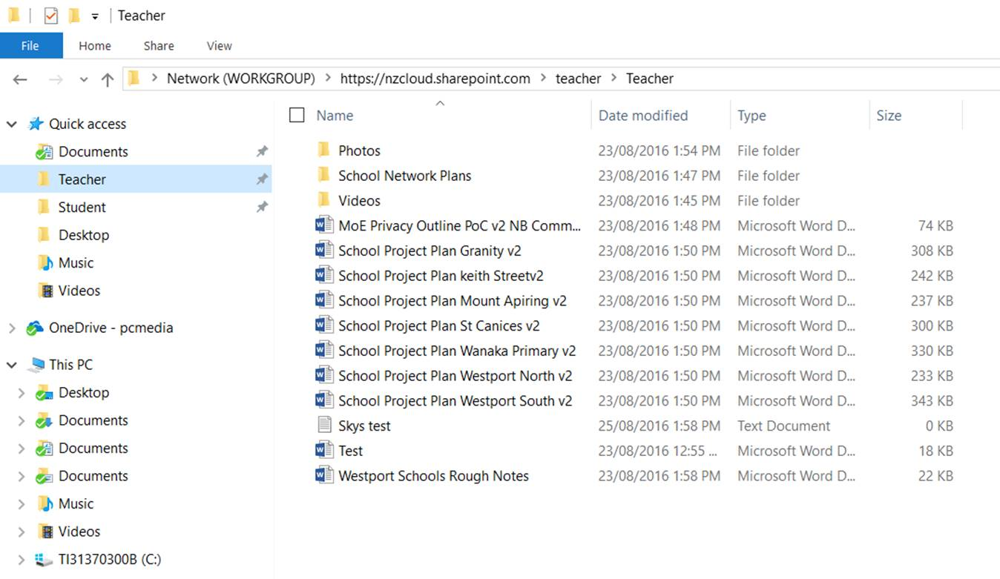 Teacher
File Home Share View
Network (WORKGROUP) https://nzcloud.sharepoint.com teacher Teacher
Quick access
Documents
Teacher
Student
Desktop
Music
Videos
OneDrive - pcmedia
This PC
Desktop
Documents
Documents
Documents
Music
Videos
TI31370300B (C:)
Name Date modified Type Size
Photos 23/08/2016 1:54 PM File folder
School Network Plans 23/08/2016 1:47 PM File folder
Videos 23/08/2016 1:45 PM File folder
MoE Privacy Outline PoC v2 NB Comm... 23/08/2016 1:48 PM Microsoft Word D... 74 KB
School Project Plan Granity v2 23/08/2016 1:50 PM Microsoft Word D... 308 KB
School Project Plan keith Streetv2 23/08/2016 1:50 PM Microsoft Word D... 242 KB
School Project Plan Mount Apiring v2 23/08/2016 1:50 PM Microsoft Word D... 237 KB
School Project Plan St Canices v2 23/08/2016 1:50 PM Microsoft Word D... 300 KB
School Project Plan Wanaka Primary v2 23/08/2016 1:50 PM Microsoft Word D... 330 KB
School Project Plan Westport North v2 23/08/2016 1:50 PM Microsoft Word D... 233 KB
School Project Plan Westport South v2 23/08/2016 1:50 PM Microsoft Word D... 343 KB
Skys test 25/08/2016 1:58 PM Text Document 0 KB
Test 23/08/2016 12:55 ... Microsoft Word D... 18 KB
Westport Schools Rough Notes 23/08/2016 1:58 PM Microsoft Word D... 22 KB